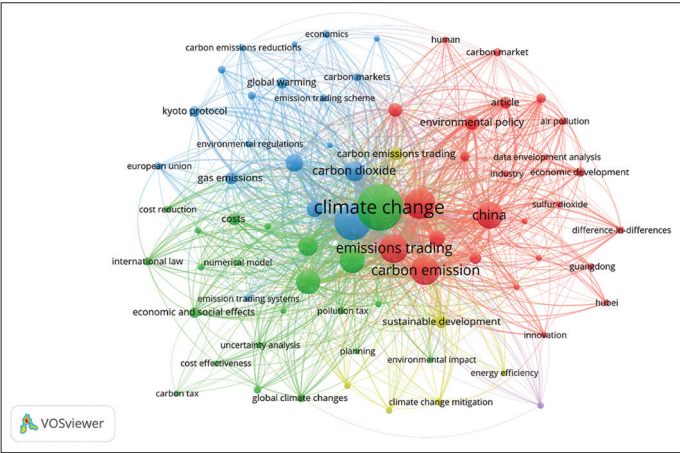 economics
human
carbon emissions reductions
carbon market
global warming
carbon markets
emission trading scheme
article
kyoto protocol
environmental policy
air pollution
environmental regulations
carbon emissions trading
data envelopment analysis
european union
carbon dioxide
industry
economic development
gas emissions
climate change
cost reduction
sulfur dioxide
costs
china
difference-in-differences
emissions trading
international law
numerical model
carbon emission
guangdong
emission trading systems
hubei
economic and social effects
pollution tax
sustainable development
innovation
uncertainty analysis
planning
cost effectiveness
environmental impact
energy efficiency
carbon tax
global climate changes
climate change mitigation
VOSviewer